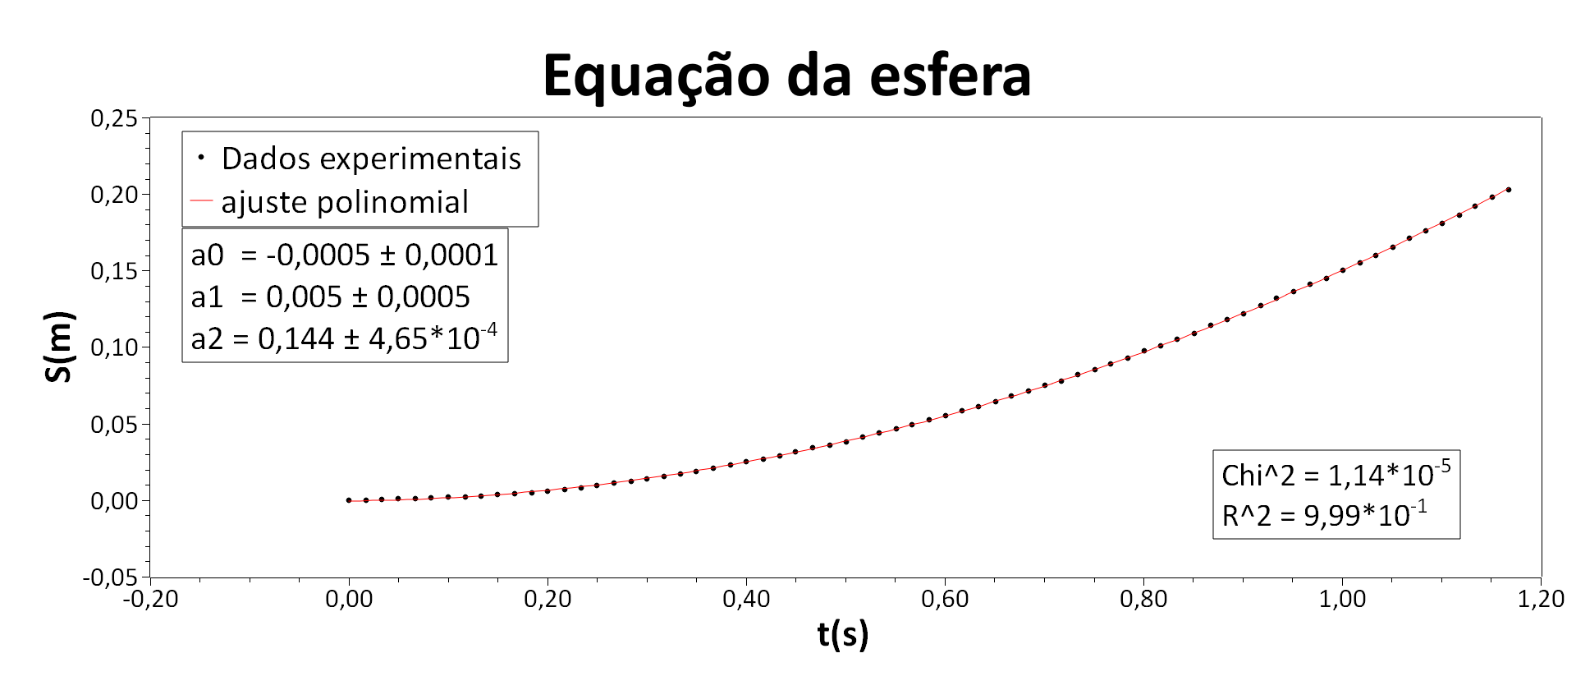 Equação da esfera
0,25
0,20
0,15
0,10
0,05
0,00
-0,05
S(m)
• Dados experimentais
ajuste polinomial
a0 = -0,0005 ± 0,0001
a1 = 0,005 ± 0,0005
a2 = 0,144 ± 4,65*10⁻⁴
Chi^2 = 1,14*10⁻⁵
R^2 = 9,99*10⁻¹
-0,20 0,00 0,20 0,40 0,60 0,80 1,00 1,20
t(s)